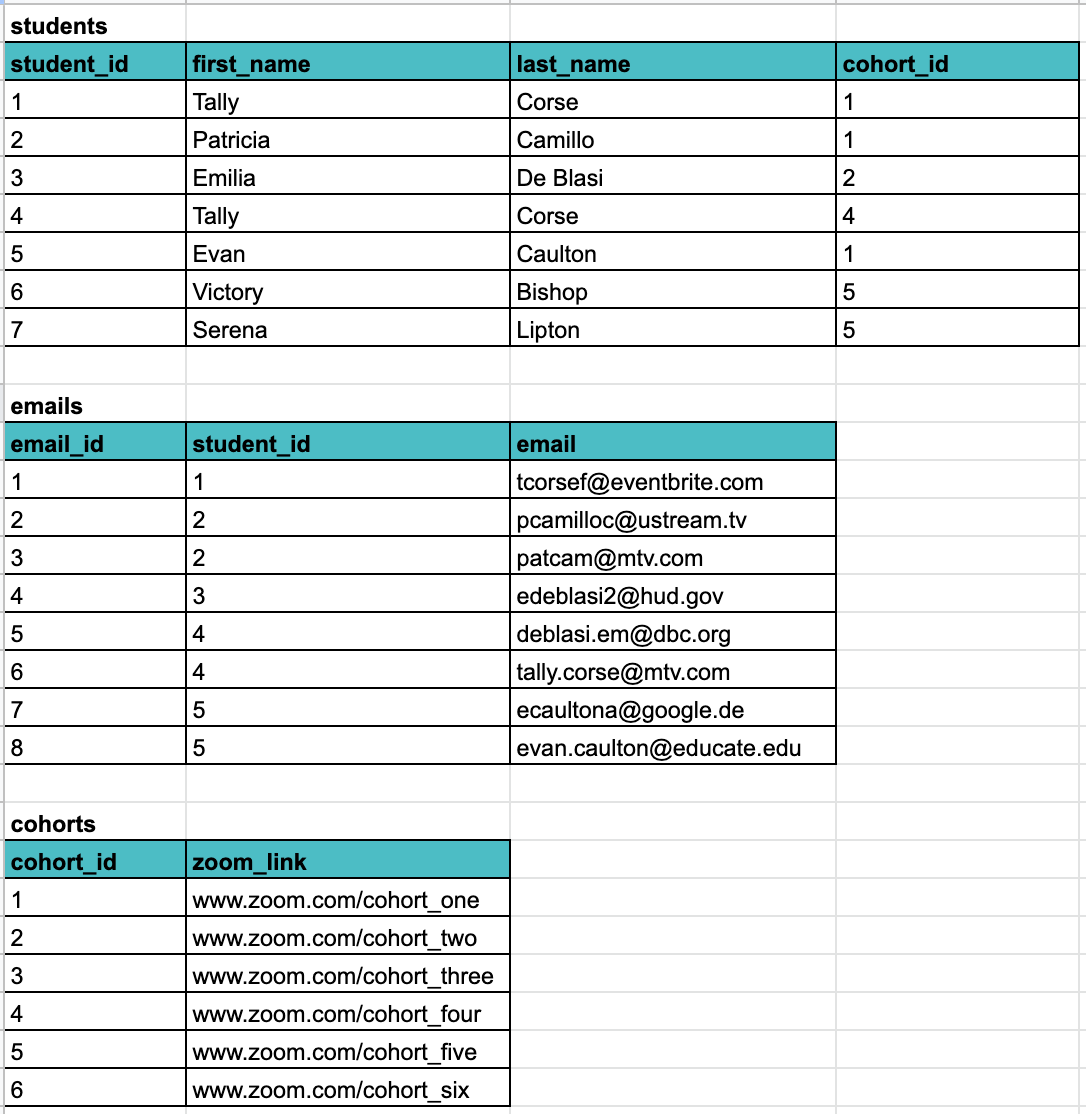 students
student_id first_name last_name cohort_id
1 Tally Corse 1
2 Patricia Camillo 1
3 Emilia De Blasi 2
4 Tally Corse 4
5 Evan Caulton 1
6 Victory Bishop 5
7 Serena Lipton 5
emails
email_id student_id email
1 1 tcorsef@eventbrite.com
2 2 pcamilloc@ustream.tv
3 2 patcam@mtv.com
4 3 edeblasi2@hud.gov
5 4 deblasi.em@dbc.org
6 4 tally.corse@mtv.com
7 5 ecaultona@google.de
8 5 evan.caulton@educate.edu
cohorts
cohort_id zoom_link
1 www.zoom.com/cohort_one
2 www.zoom.com/cohort_two
3 www.zoom.com/cohort_three
4 www.zoom.com/cohort_four
5 www.zoom.com/cohort_five
6 www.zoom.com/cohort_six